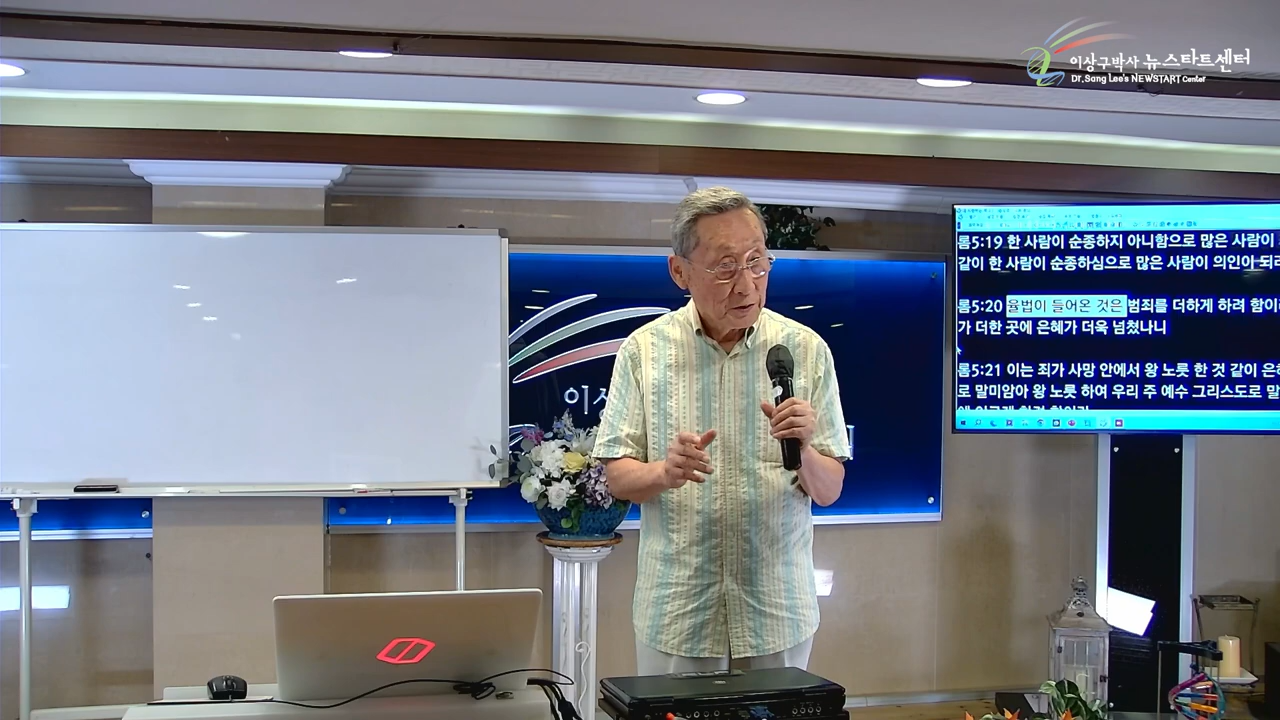 이상구박사 뉴스타트센터
Dr. Sang Lee's NEWSTART Center
롬5:19 한 사람이 순종하지 아니함으로 많은 사람이
같이 한 사람이 순종하심으로 많은 사람이 의인이 되리
롬5:20 율법이 들어온 것은 범죄를 더하게 하려 함이라
가 더한 곳에 은혜가 더욱 넘쳤나니
롬5:21 이는 죄가 사망 안에서 왕 노릇 한 것 같이 은혜
로 말미암아 왕 노릇 하여 우리 주 예수 그리스도로 말
이상